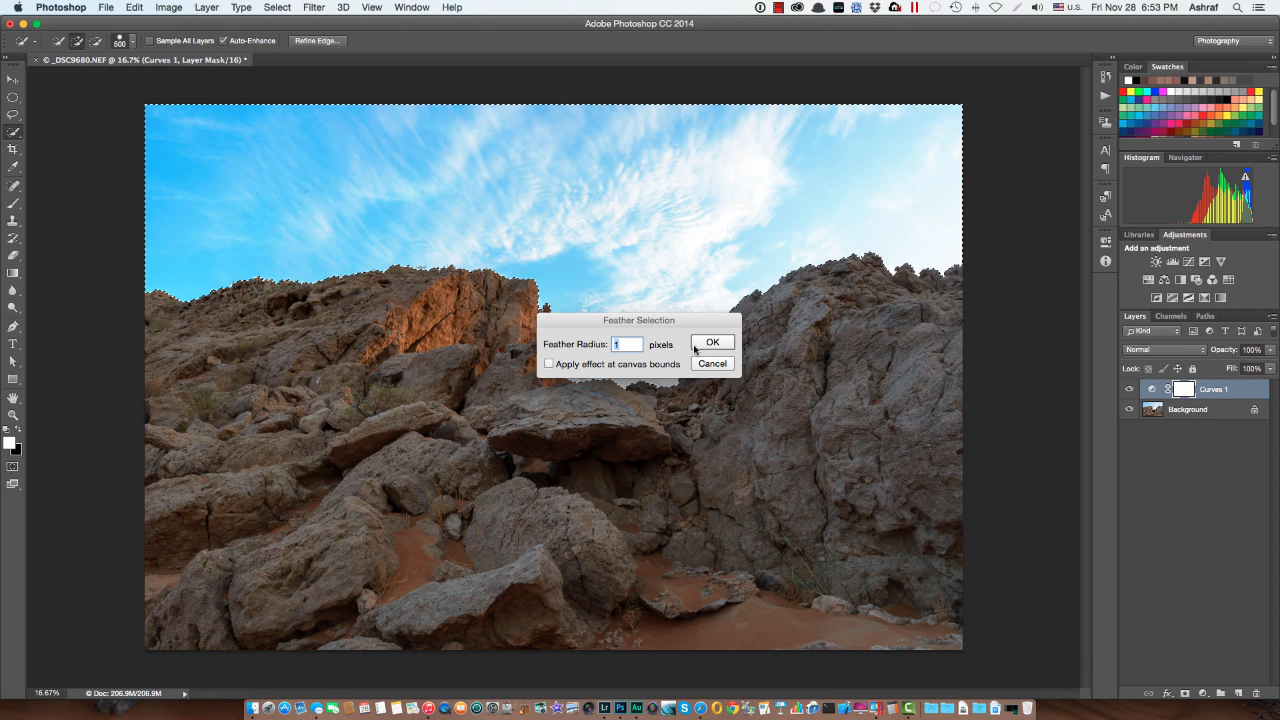 Photoshop File Edit Image Layer Type Select Filter 3D View Window Help U.S. Fri Nov 28 6:53 PM Ashraf
Adobe Photoshop CC 2014
500 Sample All Layers Auto-Enhance Refine Edge... Photography
× © _DSC9680.NEF @ 16.7% (Curves 1, Layer Mask/16) *
Color Swatches
Histogram Navigator
Libraries Adjustments
Add an adjustment
Layers Channels Paths
Kind
Normal Opacity: 100%
Lock: Fill: 100%
Curves 1
Background
Feather Selection
Feather Radius: 1 pixels OK
Apply effect at canvas bounds Cancel
16.67% © Doc: 206.9M/206.9M